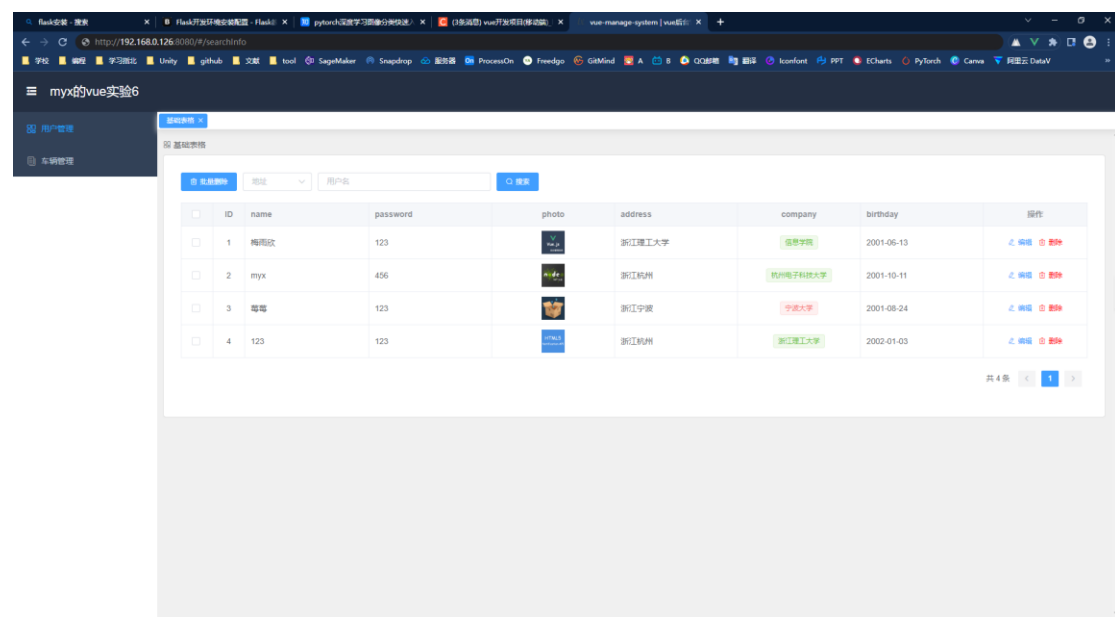 flask安装 - 搜索 × B Flask开发环境安装配置 - Flask × 10 pytorch深度学习图像分类快速 × C (3条消息) vue开发项目(移动端) × vue-manage-system | vue后台 × +
http://192.168.0.126:8080/#/searchInfo
学校 编程 学习 Unity github 文献 tool SageMaker Snapdrop 服务器 On ProcessOn Freedgo GitMind A B QQ邮箱 翻译 Iconfont PPT ECharts PyTorch Canva 阿里云 DataV »
myx的vue实验6
用户管理 基础表格 ×
基础表格
车辆管理
批量删除 地址 用户名 搜索
ID name password photo address company birthday 操作
1 梅雨欣 123 Vue.js 浙江理工大学 信息学院 2001-06-13 编辑 删除
2 myx 456 node 浙江杭州 杭州电子科技大学 2001-10-11 编辑 删除
3 莓莓 123 浙江宁波 宁波大学 2001-08-24 编辑 删除
4 123 123 HTML5 浙江杭州 浙江理工大学 2002-01-03 编辑 删除
共 4 条 < 1 >